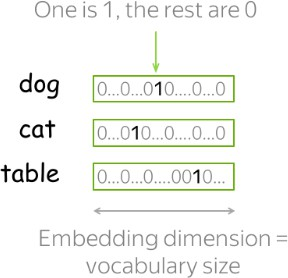 One is 1, the rest are 0
dog 0...0...010....0...0
cat 0...010...0....0...0
table 0...0...0....0010...
Embedding dimension =
vocabulary size